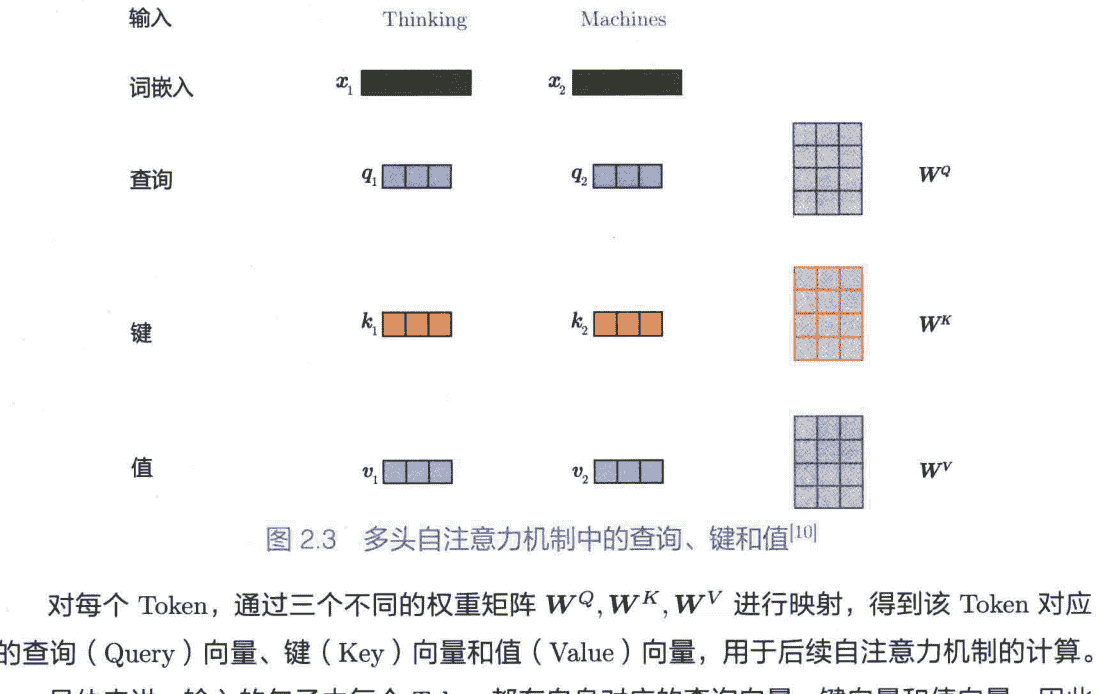 输入 Thinking Machines
词嵌入 x₁ x₂
查询 q₁ q₂ W^Q
键 k₁ k₂ W^K
值 v₁ v₂ W^V
图 2.3 多头自注意力机制中的查询、键和值[10]
对每个 Token，通过三个不同的权重矩阵 W^Q, W^K, W^V 进行映射，得到该 Token 对应
的查询（Query）向量、键（Key）向量和值（Value）向量，用于后续自注意力机制的计算。